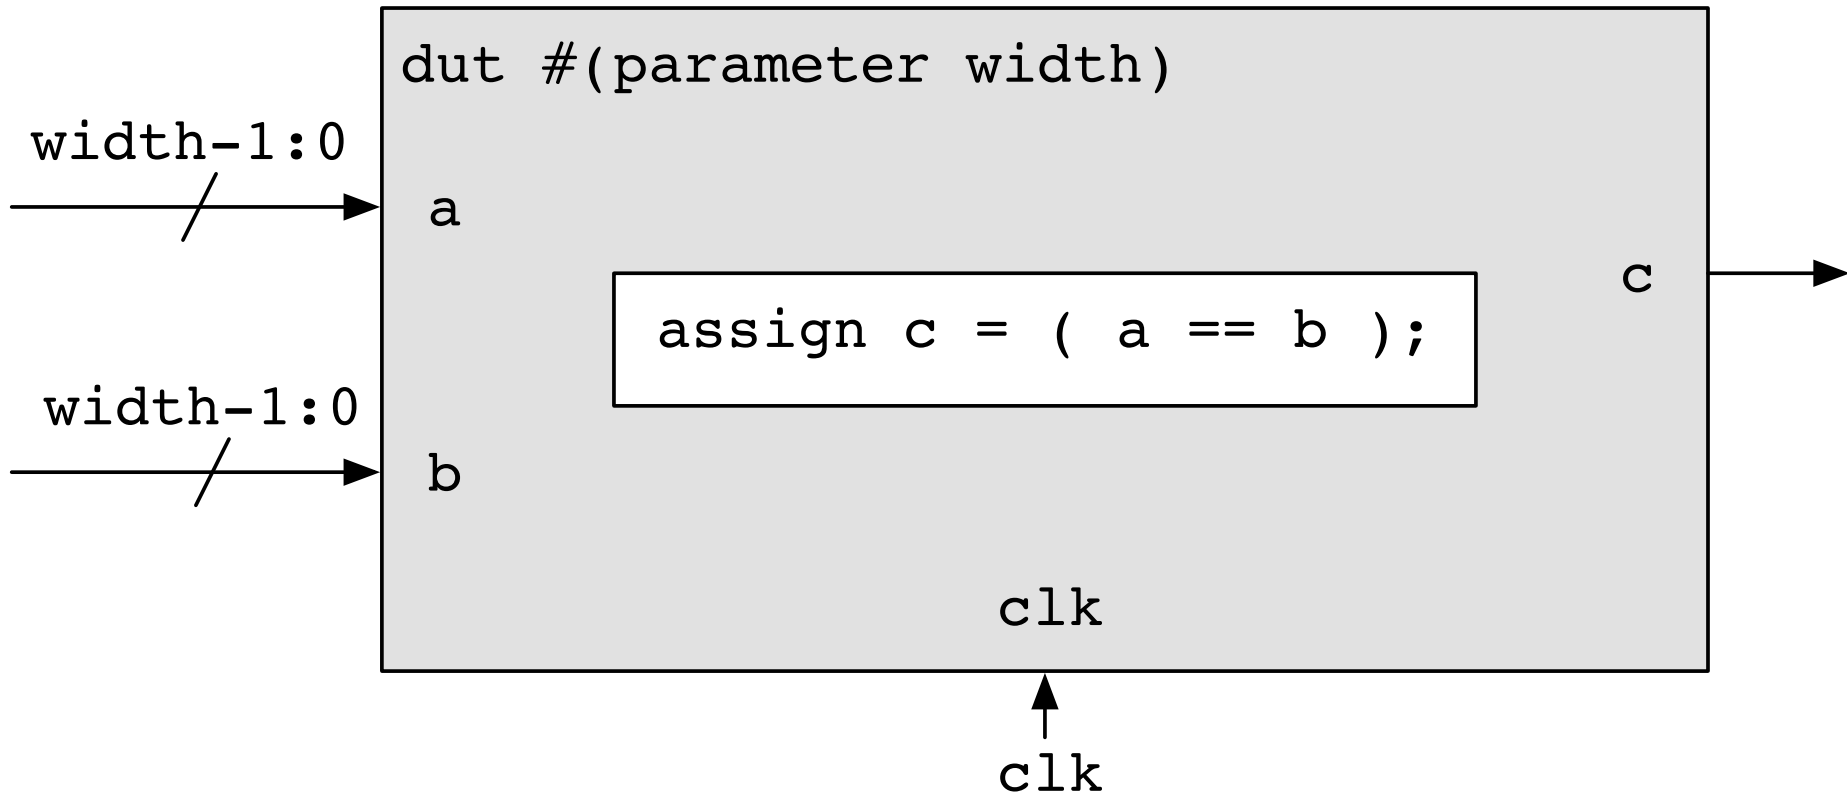 dut #(parameter width)
width-1:0
a
c
assign c = ( a == b );
width-1:0
b
clk
clk